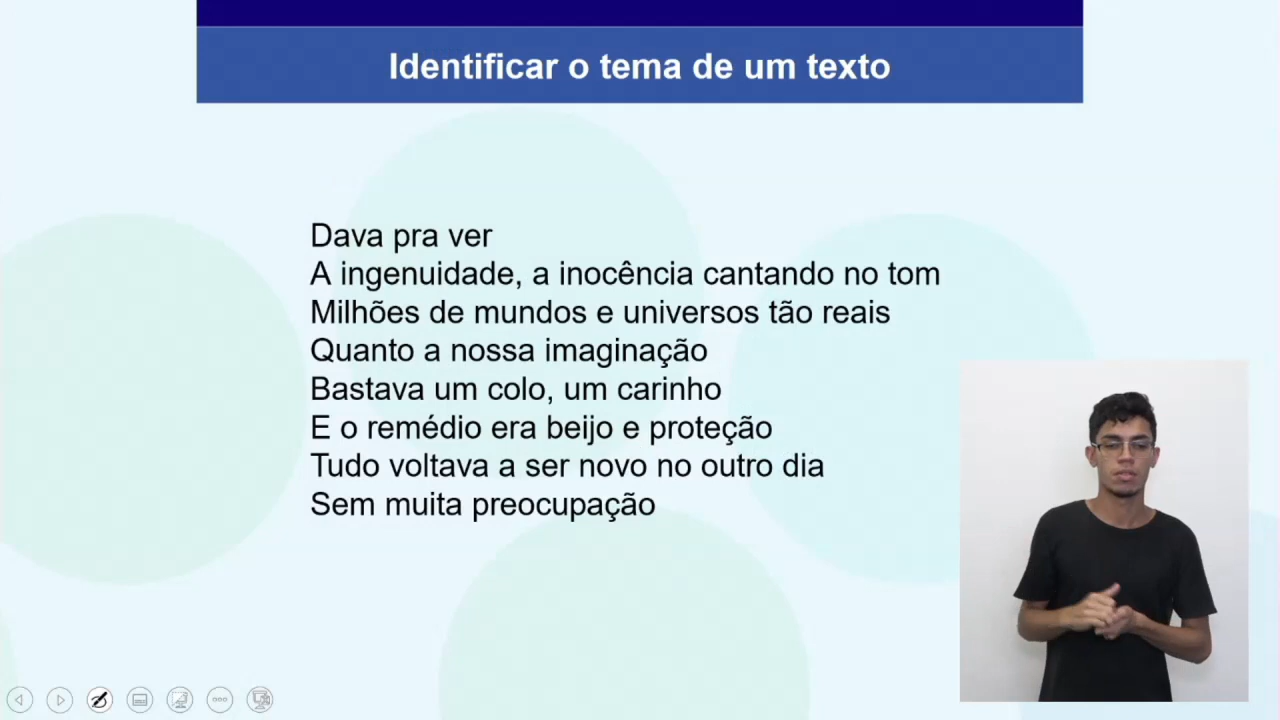 Identificar o tema de um texto
Dava pra ver
A ingenuidade, a inocência cantando no tom
Milhões de mundos e universos tão reais
Quanto a nossa imaginação
Bastava um colo, um carinho
E o remédio era beijo e proteção
Tudo voltava a ser novo no outro dia
Sem muita preocupação